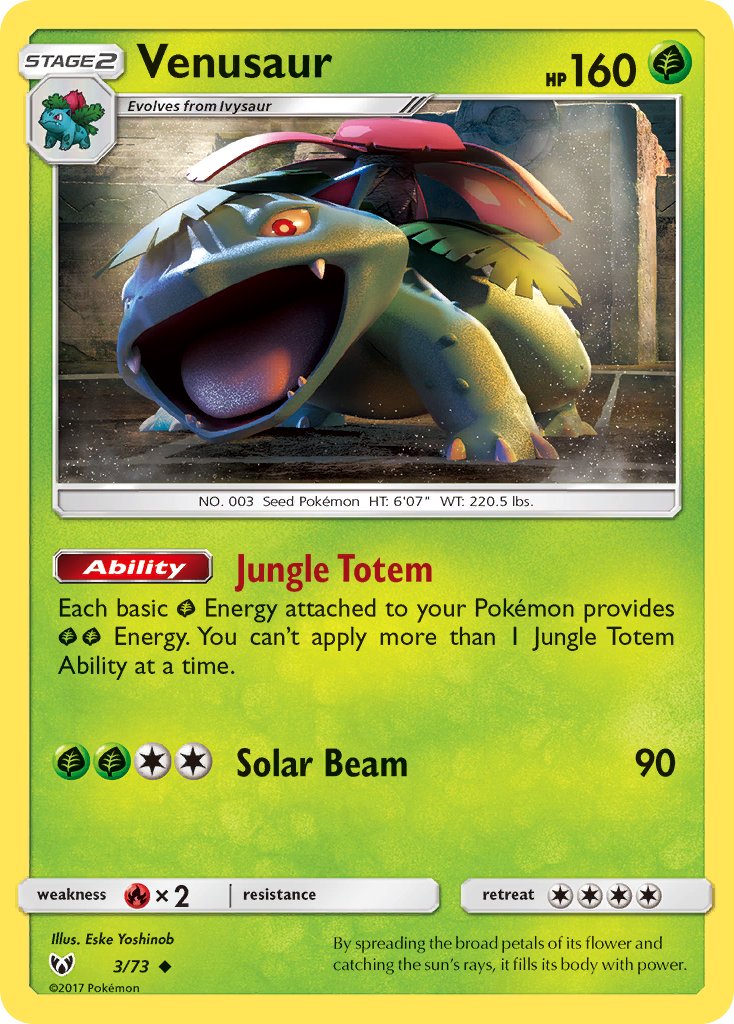 STAGE2
Venusaur
HP 160
Evolves from Ivysaur
NO. 003 Seed Pokémon HT: 6'07" WT: 220.5 lbs.
Ability Jungle Totem
Each basic Energy attached to your Pokémon provides
Energy. You can't apply more than 1 Jungle Totem
Ability at a time.
Solar Beam 90
weakness ×2 resistance retreat
Illus. Eske Yoshinob
3/73
©2017 Pokémon
By spreading the broad petals of its flower and
catching the sun's rays, it fills its body with power.